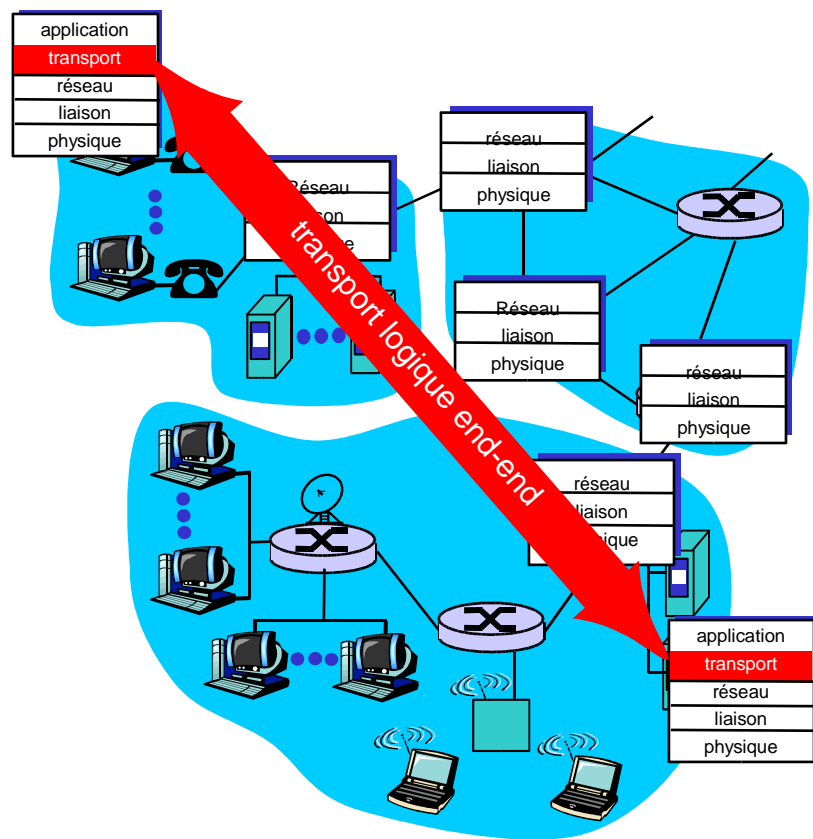 application
transport
réseau
liaison
physique
réseau
liaison
physique
Réseau
transport logique end-end
Réseau
liaison
physique
réseau
liaison
physique
réseau
liaison
application
transport
réseau
liaison
physique